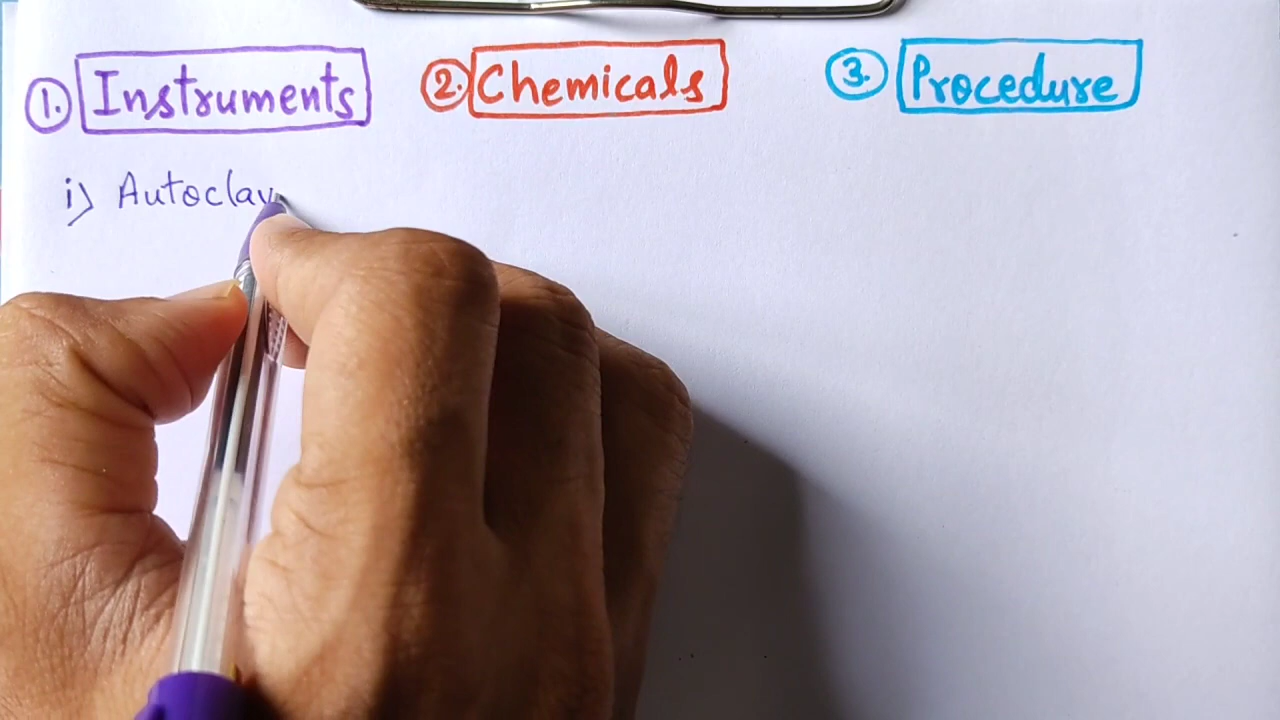 1. Instruments 2. Chemicals 3. Procedure
i) Autoclav